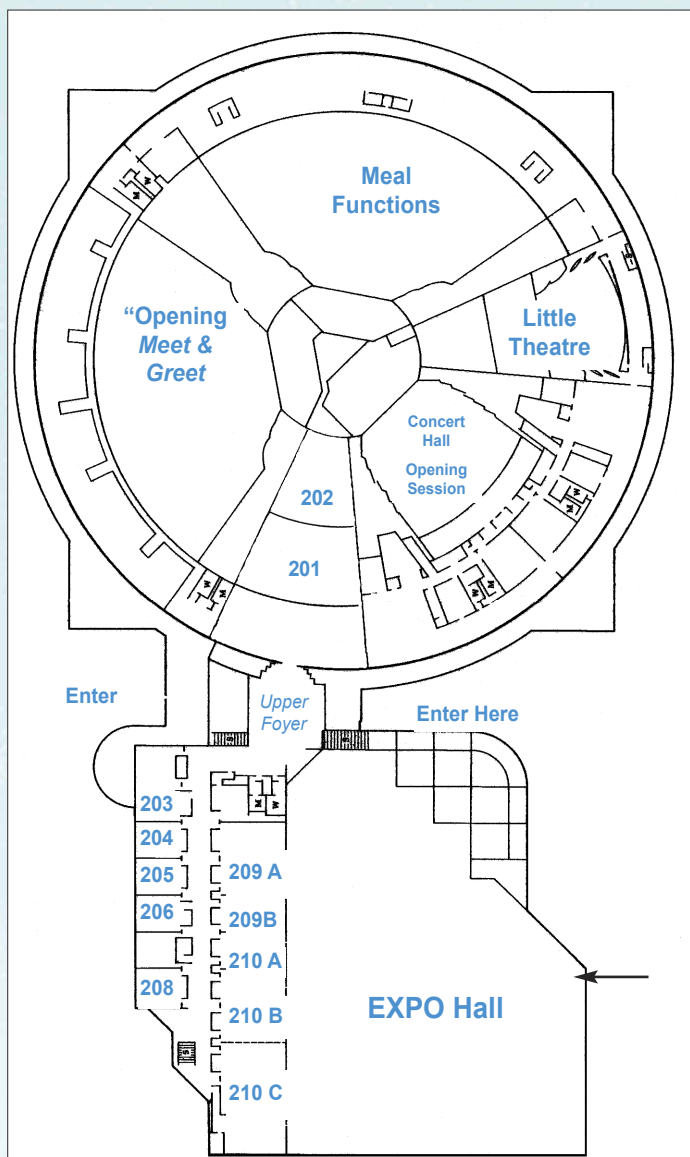 Meal
Functions
M
W
S
“Opening
Meet &
Greet
Little
Theatre
Concert
Hall
Opening
Session
202
201
W
M
W
M
W
M
Enter
Upper
Foyer
Enter Here
S
S
203
M
W
204
205
209 A
206
209B
210 A
208
210 B
EXPO Hall
S
210 C